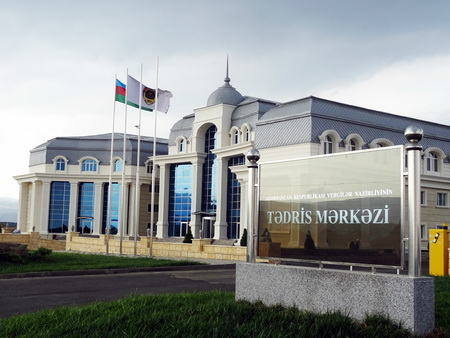 RESPUBLİKASI VERGİLƏR NAZİRLİYİNİN
TƏDRİS MƏRKƏZİ